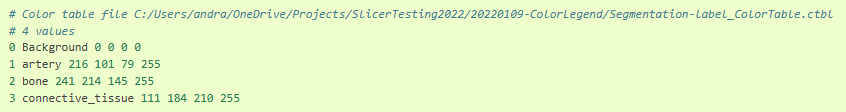 # Color table file C:/Users/andra/OneDrive/Projects/SlicerTesting2022/20220109-ColorLegend/Segmentation-label_ColorTable.ctbl
# 4 values
0 Background 0 0 0 0
1 artery 216 101 79 255
2 bone 241 214 145 255
3 connective_tissue 111 184 210 255